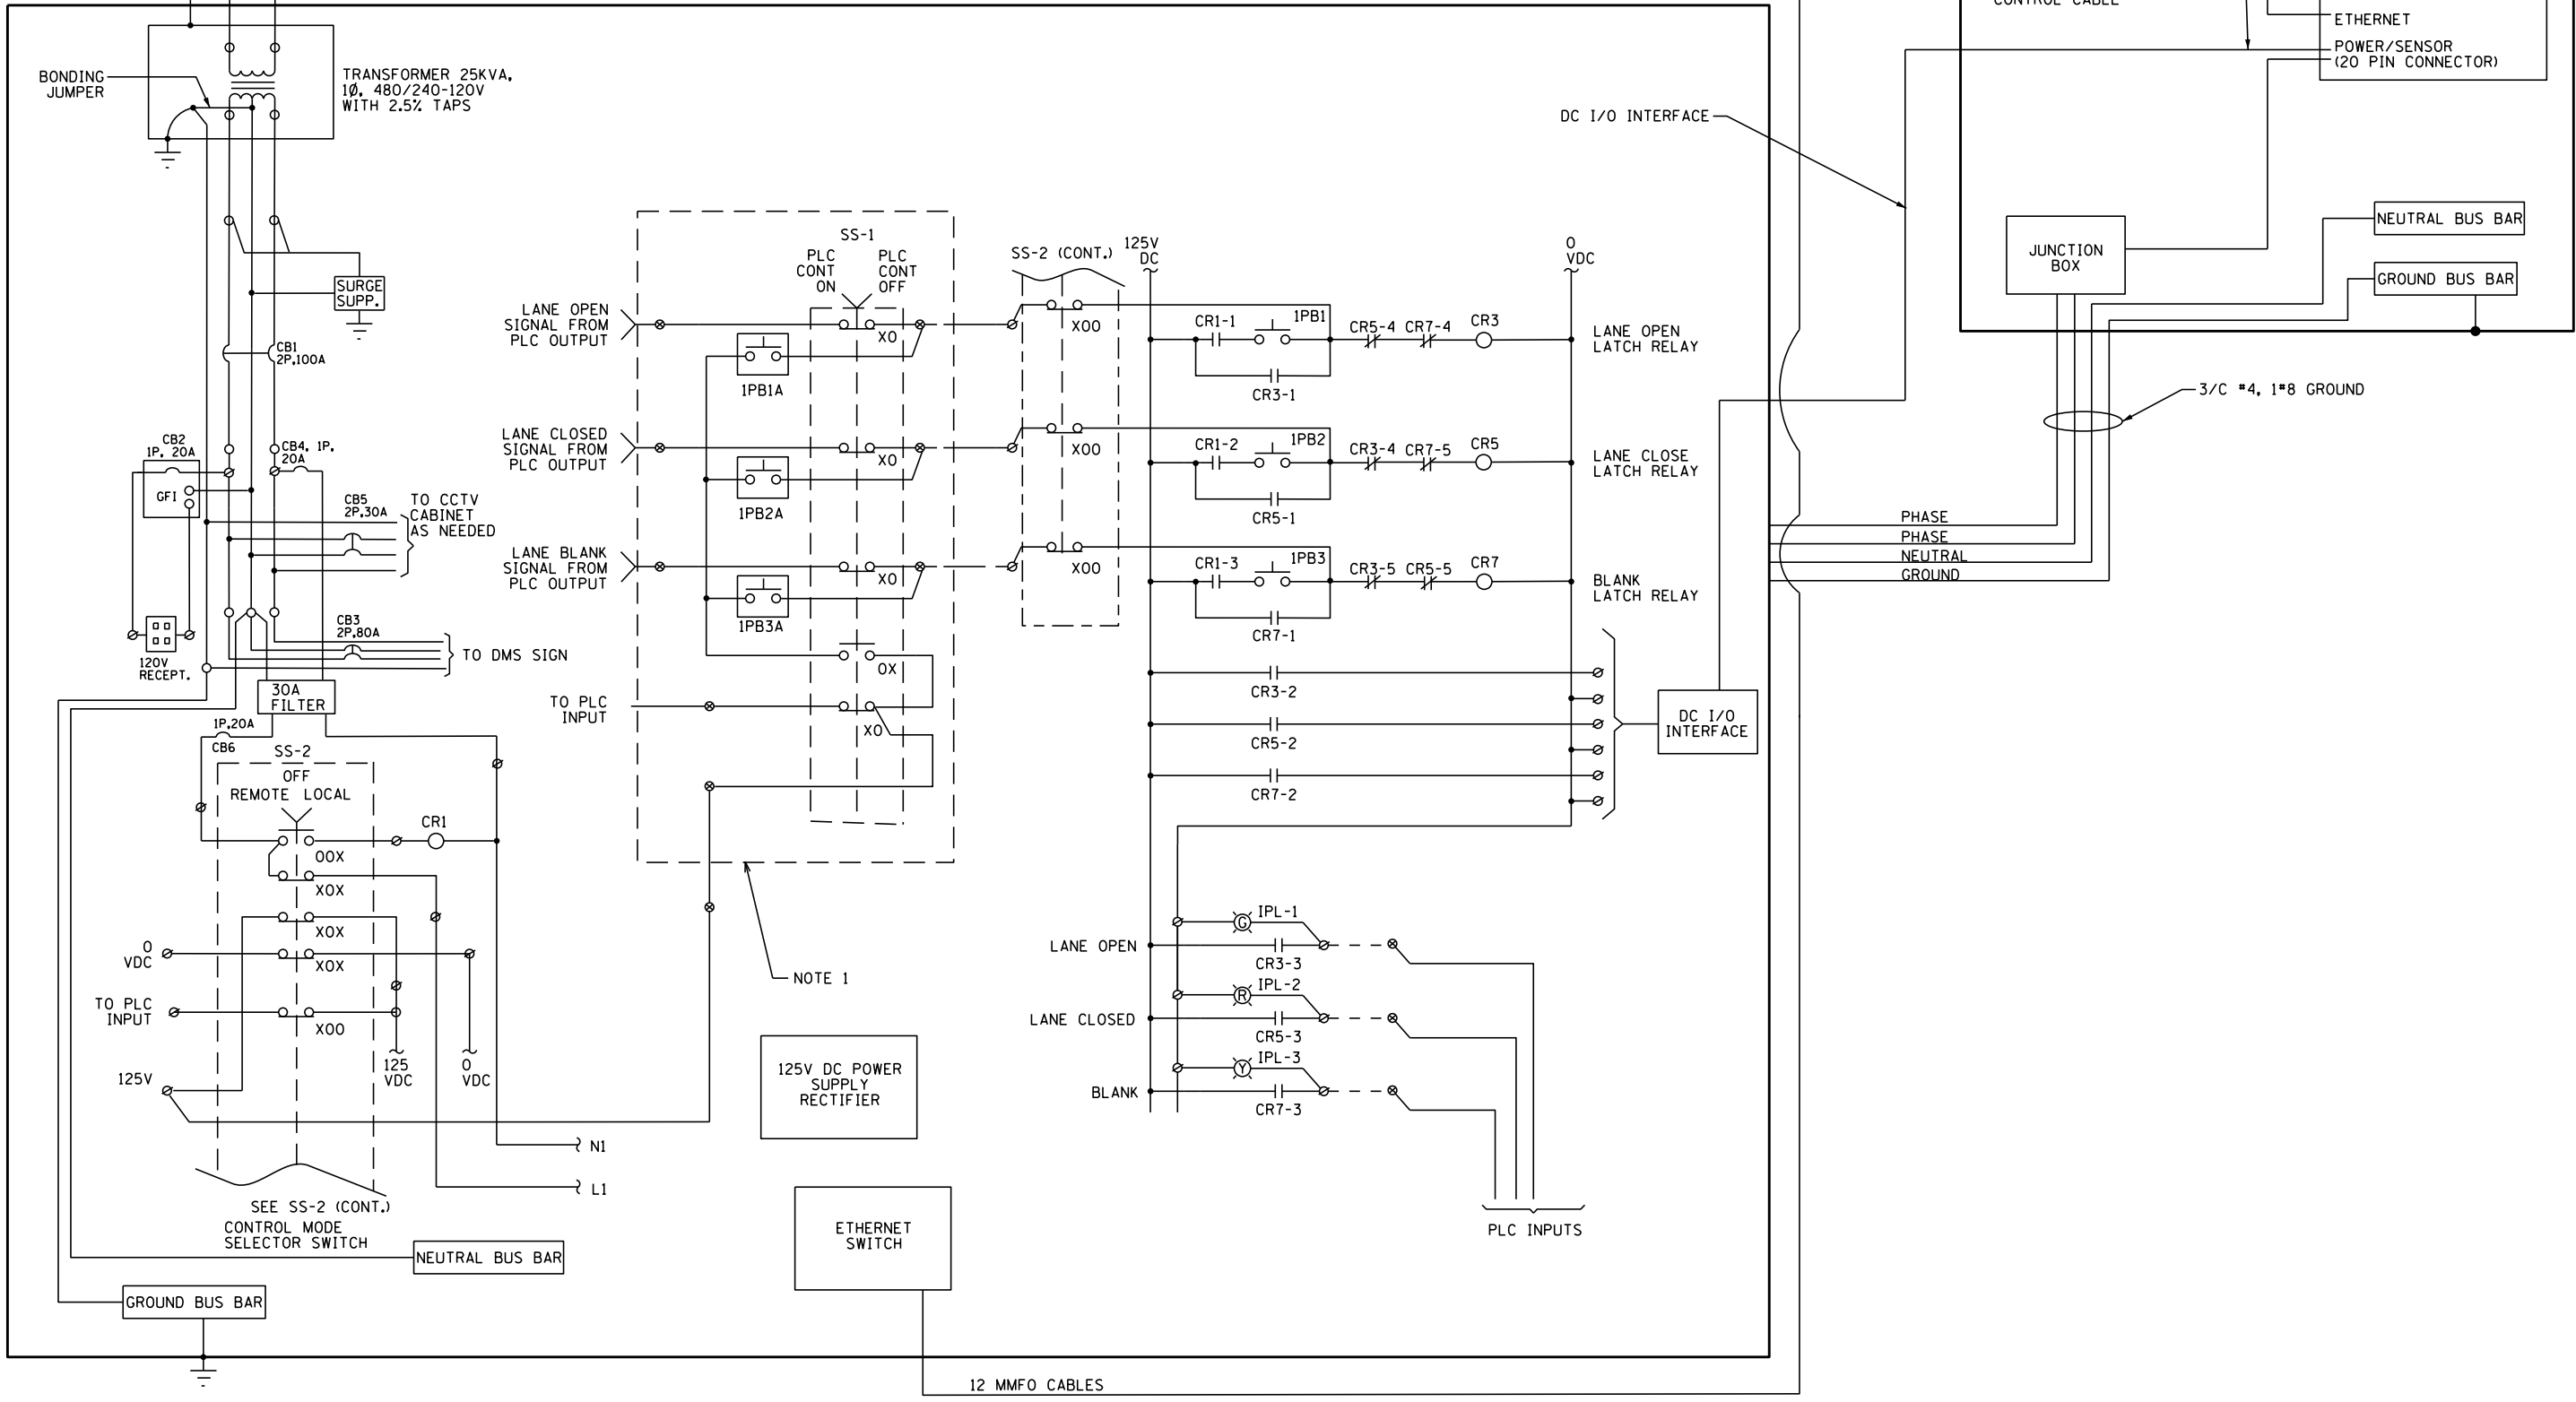 CONTROL CABLE
ETHERNET
POWER/SENSOR
(20 PIN CONNECTOR)
BONDING
JUMPER
TRANSFORMER 25KVA,
1Ø, 480/240-120V
WITH 2.5% TAPS
DC I/O INTERFACE
NEUTRAL BUS BAR
JUNCTION
BOX
GROUND BUS BAR
SURGE
SUPP.
CB1
2P,100A
3/C #4, 1#8 GROUND
SS-1
PLC
CONT
ON
PLC
CONT
OFF
SS-2 (CONT.)
125V
DC
0
VDC
LANE OPEN
SIGNAL FROM
PLC OUTPUT
XO
1PB1A
XOO
CR1-1
1PB1
CR5-4
CR7-4
CR3
CR3-1
LANE OPEN
LATCH RELAY
LANE CLOSED
SIGNAL FROM
PLC OUTPUT
XO
1PB2A
XOO
CR1-2
1PB2
CR3-4
CR7-5
CR5
CR5-1
LANE CLOSE
LATCH RELAY
LANE BLANK
SIGNAL FROM
PLC OUTPUT
XO
1PB3A
XOO
CR1-3
1PB3
CR3-5
CR5-5
CR7
CR7-1
BLANK
LATCH RELAY
CB2
1P, 20A
GFI
CB4, 1P,
20A
CB5
2P,30A
TO CCTV
CABINET
AS NEEDED
CB3
2P,80A
TO DMS SIGN
120V
RECEPT.
30A
FILTER
1P,20A
CB6
PHASE
PHASE
NEUTRAL
GROUND
OX
TO PLC
INPUT
XO
CR3-2
CR5-2
CR7-2
DC I/O
INTERFACE
SS-2
OFF
REMOTE LOCAL
CR1
OOX
XOX
XOX
0
VDC
XOX
TO PLC
INPUT
XOO
125V
125
VDC
0
VDC
N1
L1
SEE SS-2 (CONT.)
CONTROL MODE
SELECTOR SWITCH
NEUTRAL BUS BAR
GROUND BUS BAR
NOTE 1
125V DC POWER
SUPPLY
RECTIFIER
ETHERNET
SWITCH
G
IPL-1
LANE OPEN
CR3-3
R
IPL-2
LANE CLOSED
CR5-3
Y
IPL-3
BLANK
CR7-3
PLC INPUTS
12 MMFO CABLES